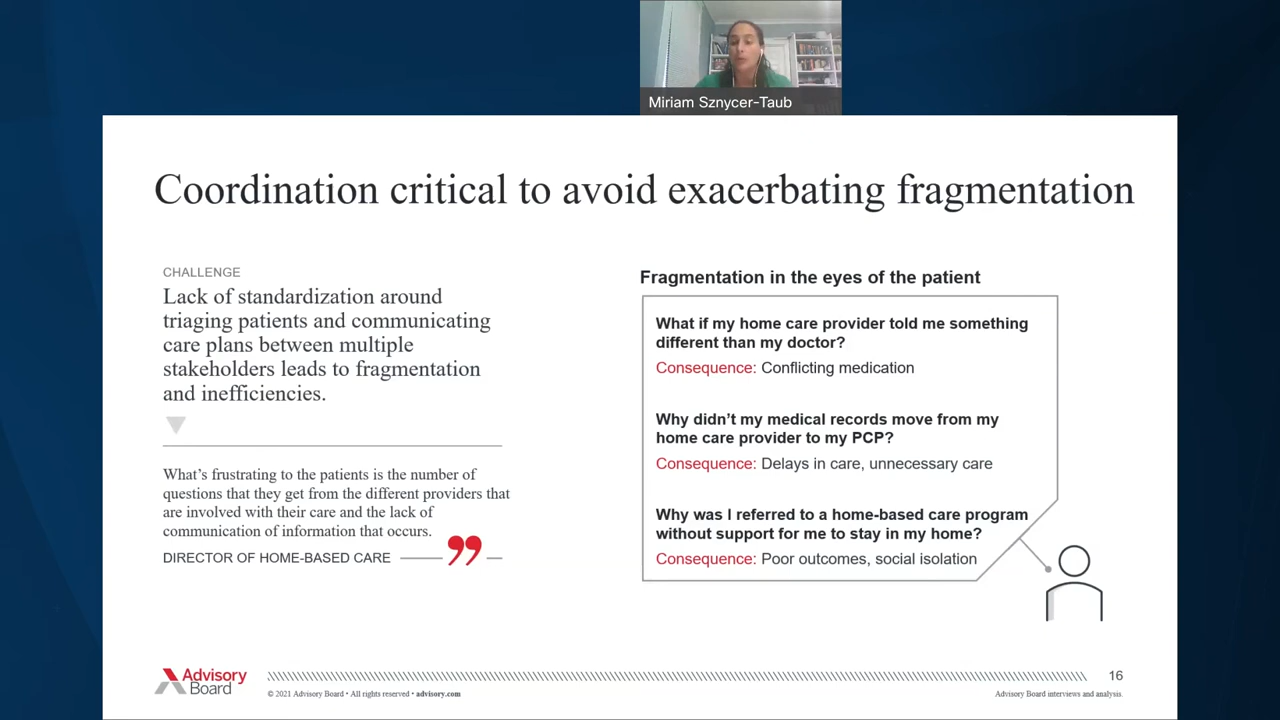 Miriam Sznycer-Taub
Coordination critical to avoid exacerbating fragmentation
CHALLENGE
Lack of standardization around
triaging patients and communicating
care plans between multiple
stakeholders leads to fragmentation
and inefficiencies.
What's frustrating to the patients is the number of
questions that they get from the different providers that
are involved with their care and the lack of
communication of information that occurs.
DIRECTOR OF HOME-BASED CARE
Fragmentation in the eyes of the patient
What if my home care provider told me something
different than my doctor?
Consequence: Conflicting medication
Why didn't my medical records move from my
home care provider to my PCP?
Consequence: Delays in care, unnecessary care
Why was I referred to a home-based care program
without support for me to stay in my home?
Consequence: Poor outcomes, social isolation
Advisory
Board
© 2021 Advisory Board • All rights reserved • advisory.com
16
Advisory Board interviews and analysis.